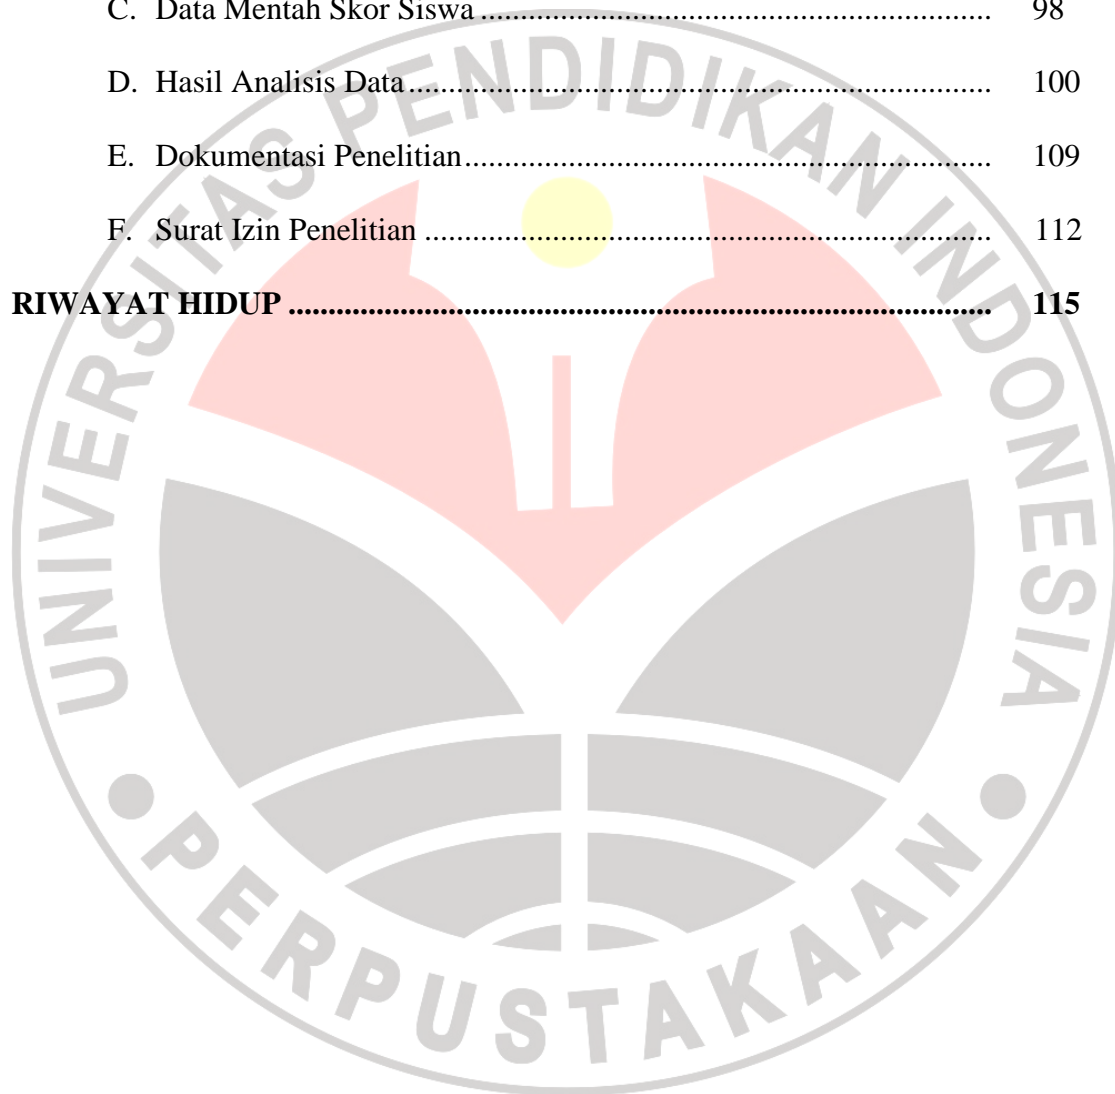 C. Data Mentah Skor Siswa ................................................................ 98
D. Hasil Analisis Data ......................................................................... 100
E. Dokumentasi Penelitian .................................................................. 109
F. Surat Izin Penelitian ....................................................................... 112
RIWAYAT HIDUP ........................................................................................ 115
UNIVERSITAS PENDIDIKAN INDONESIA
PERPUSTAKAAN